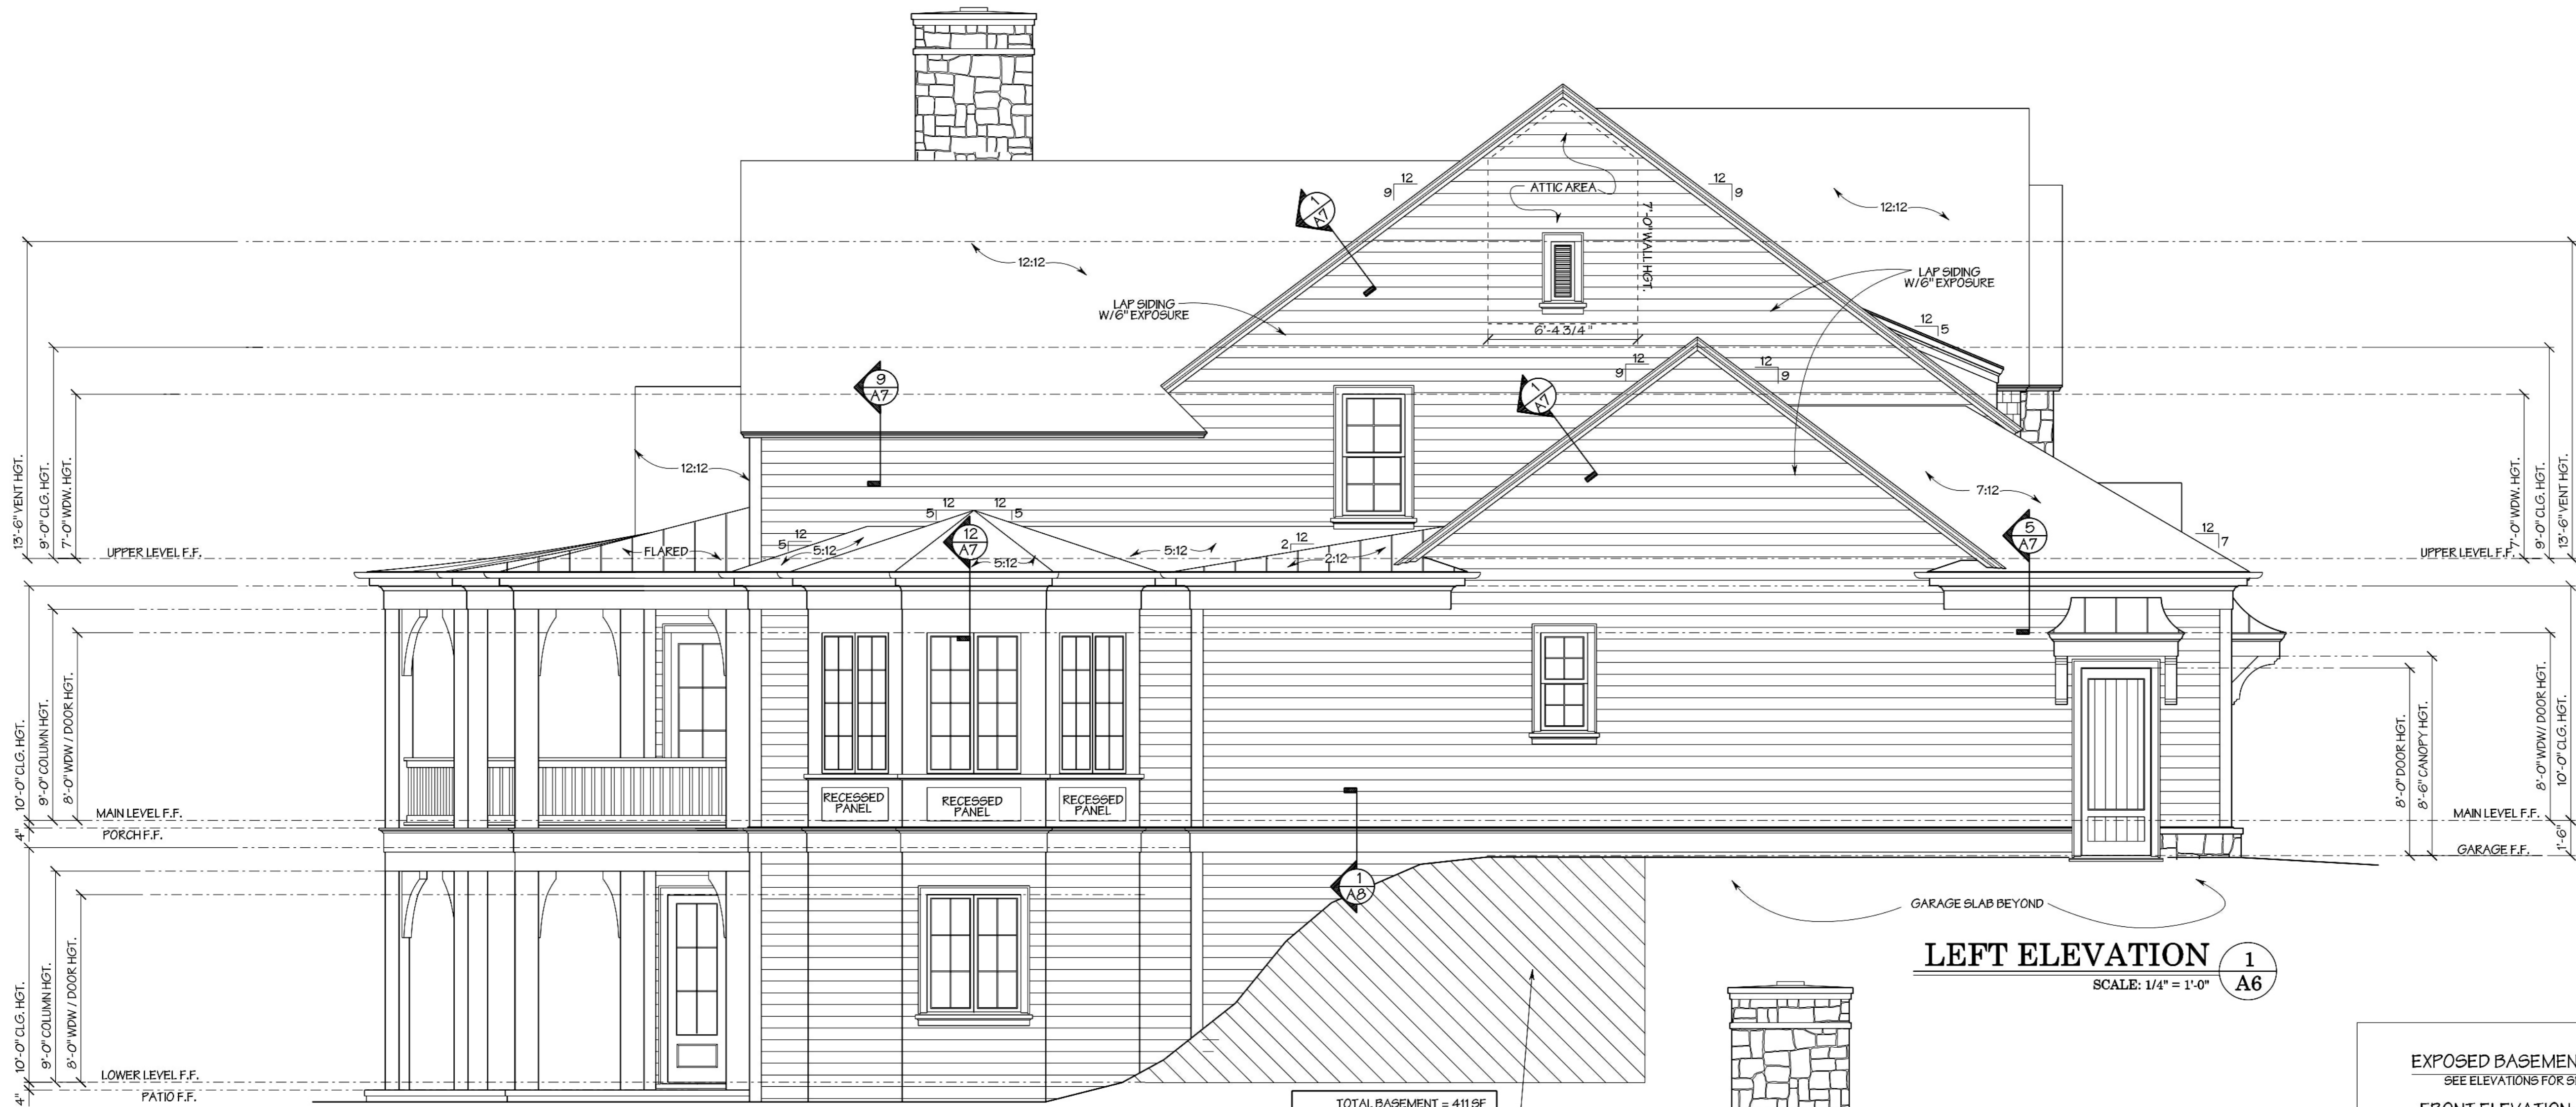 12
9
12
9
ATTIC AREA
12:12
1
A7
7'-0" WALL HGT.
12:12
LAP SIDING
W/6" EXPOSURE
LAP SIDING
W/6" EXPOSURE
12
5
6'-4 3/4"
12
9
12
9
9
A7
1
A7
13'-6" VENT HGT.
9'-0" CLG. HGT.
7'-0" WDW. HGT.
12:12
7:12
7'-0" WDW. HGT.
9'-0" CLG. HGT.
13'-6" VENT HGT.
12
5
12
5
12
A7
5
A7
12
7
UPPER LEVEL F.F.
FLARED
12
5
5:12
5:12
5:12
12
2
2:12
UPPER LEVEL F.F.
10'-0" CLG. HGT.
9'-0" COLUMN HGT.
8'-0" WDW / DOOR HGT.
8'-0" DOOR HGT.
8'-6" CANOPY HGT.
8'-0" WDW/ DOOR HGT.
10'-0" CLG. HGT.
RECESSED
PANEL
RECESSED
PANEL
RECESSED
PANEL
MAIN LEVEL F.F.
4"
PORCH F.F.
MAIN LEVEL F.F.
1'-6"
GARAGE F.F.
1
A8
GARAGE SLAB BEYOND
10'-0" CLG. HGT.
9'-0" COLUMN HGT.
8'-0" WDW / DOOR HGT.
LEFT ELEVATION
1
A6
SCALE: 1/4" = 1'-0"
LOWER LEVEL F.F.
4"
PATIO F.F.
EXPOSED BASEMEN
SEE ELEVATIONS FOR S
TOTAL BASEMENT = 411 SF
FRONT ELEVATION